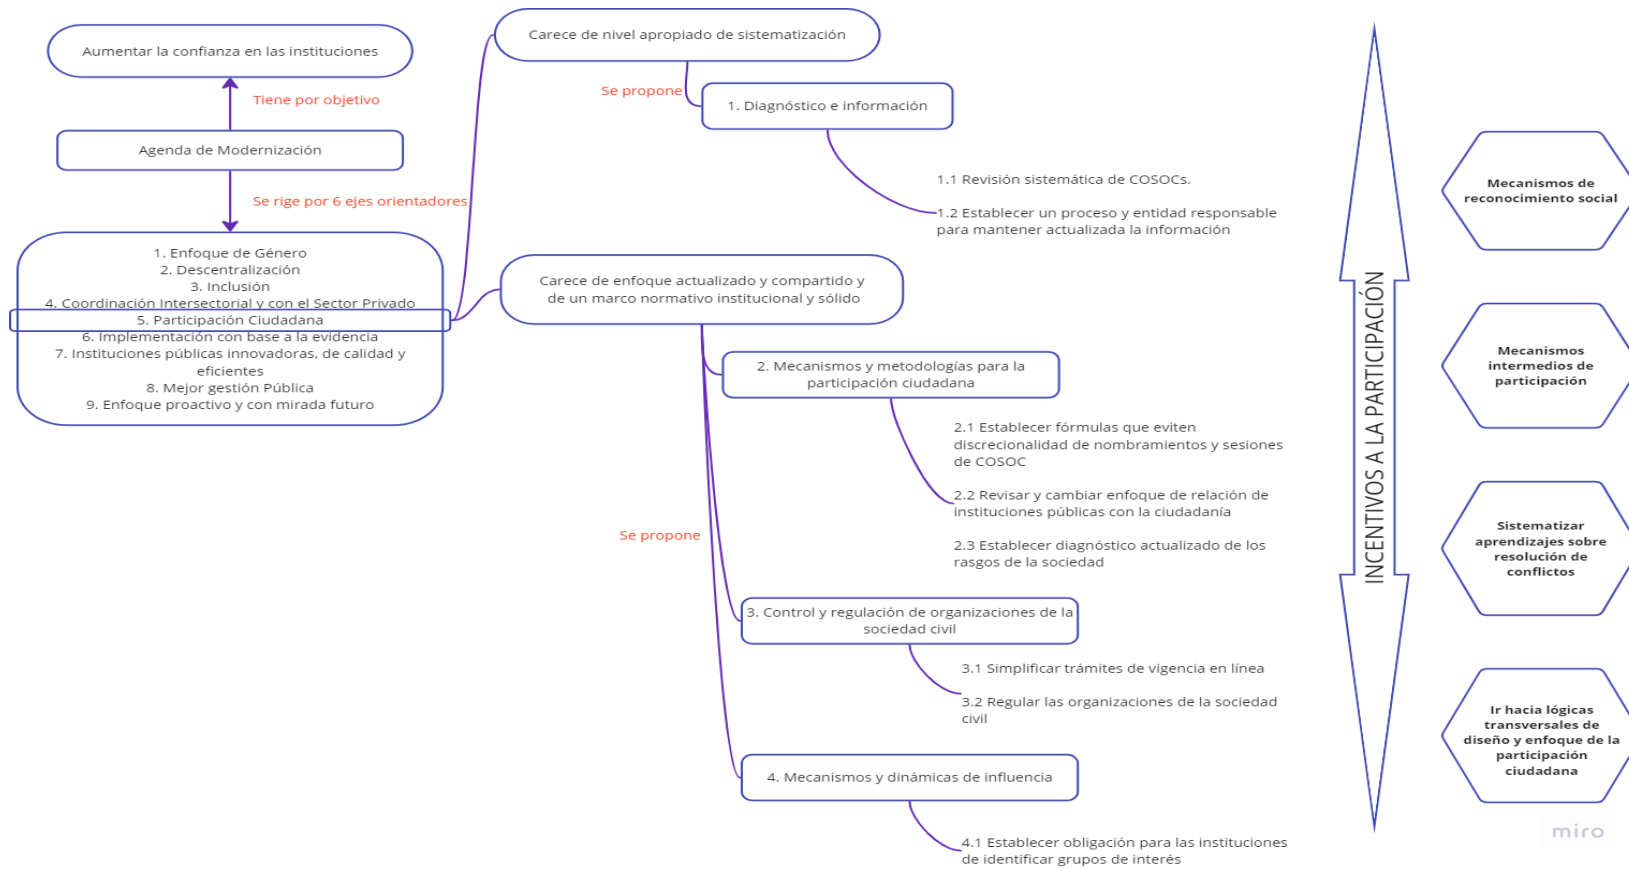 Aumentar la confianza en las instituciones
Tiene por objetivo
Agenda de Modernización
Se rige por 6 ejes orientadores
1. Enfoque de Género
2. Descentralización
3. Inclusión
4. Coordinación Intersectorial y con el Sector Privado
5. Participación Ciudadana
6. Implementación con base a la evidencia
7. Instituciones públicas innovadoras, de calidad y
eficientes
8. Mejor gestión Pública
9. Enfoque proactivo y con mirada futuro
Carece de nivel apropiado de sistematización
Se propone
1. Diagnóstico e información
1.1 Revisión sistemática de COSOCs.
1.2 Establecer un proceso y entidad responsable
para mantener actualizada la información
Carece de enfoque actualizado y compartido y
de un marco normativo institucional y sólido
2. Mecanismos y metodologías para la
participación ciudadana
2.1 Establecer fórmulas que eviten
discrecionalidad de nombramientos y sesiones
de COSOC
2.2 Revisar y cambiar enfoque de relación de
instituciones públicas con la ciudadanía
2.3 Establecer diagnóstico actualizado de los
rasgos de la sociedad
Se propone
3. Control y regulación de organizaciones de la
sociedad civil
3.1 Simplificar trámites de vigencia en línea
3.2 Regular las organizaciones de la sociedad
civil
4. Mecanismos y dinámicas de influencia
4.1 Establecer obligación para las instituciones
de identificar grupos de interés
INCENTIVOS A LA PARTICIPACIÓN
Mecanismos de
reconocimiento social
Mecanismos
intermedios de
participación
Sistematizar
aprendizajes sobre
resolución de
conflictos
Ir hacia lógicas
transversales de
diseño y enfoque de la
participación
ciudadana
miro